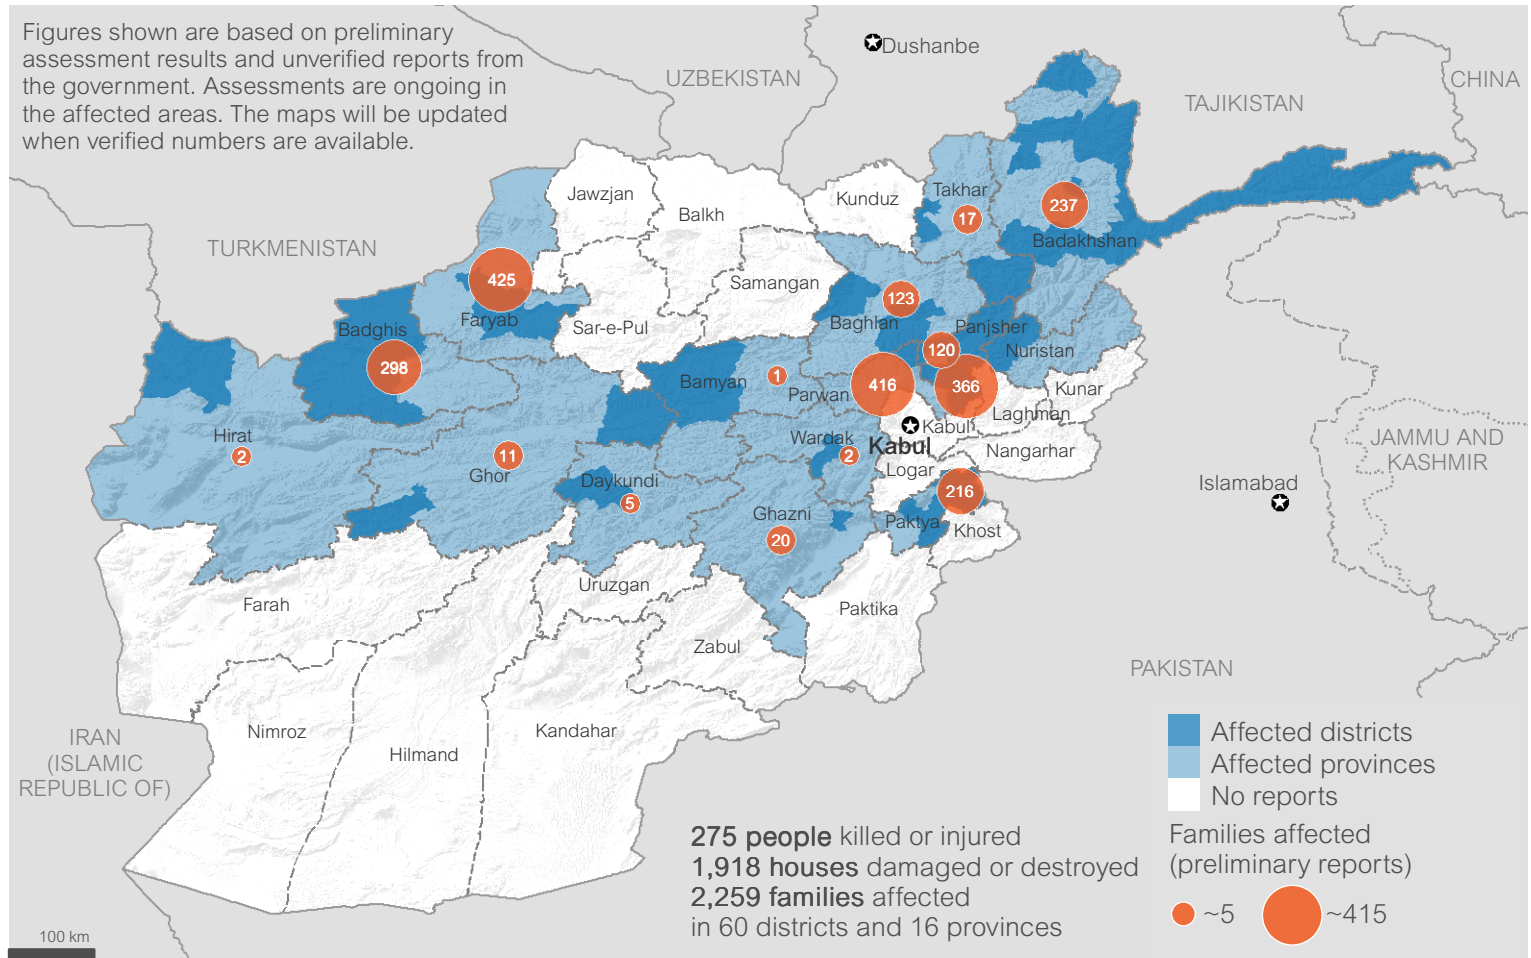 Figures shown are based on preliminary
assessment results and unverified reports from
the government. Assessments are ongoing in
the affected areas. The maps will be updated
when verified numbers are available.
Dushanbe
UZBEKISTAN
CHINA
TAJIKISTAN
TURKMENISTAN
Jawzjan
Balkh
Kunduz
Takhar
17
237
Badakhshan
425
Faryab
Samangan
Sar-e-Pul
123
Baghlan
Panjsher
120
Nuristan
Badghis
298
Bamyan
1
Parwan
416
366
Kunar
Laghman
Kabul
Kabul
Hirat
2
11
Ghor
Wardak
2
Logar
Nangarhar
JAMMU AND
KASHMIR
Islamabad
Daykundi
5
216
Ghazni
20
Paktya
Khost
Uruzgan
Farah
Paktika
Zabul
PAKISTAN
Nimroz
Hilmand
Kandahar
IRAN
(ISLAMIC
REPUBLIC OF)
Affected districts
Affected provinces
No reports
Families affected
(preliminary reports)
~5
~415
275 people killed or injured
1,918 houses damaged or destroyed
2,259 families affected
in 60 districts and 16 provinces
100 km